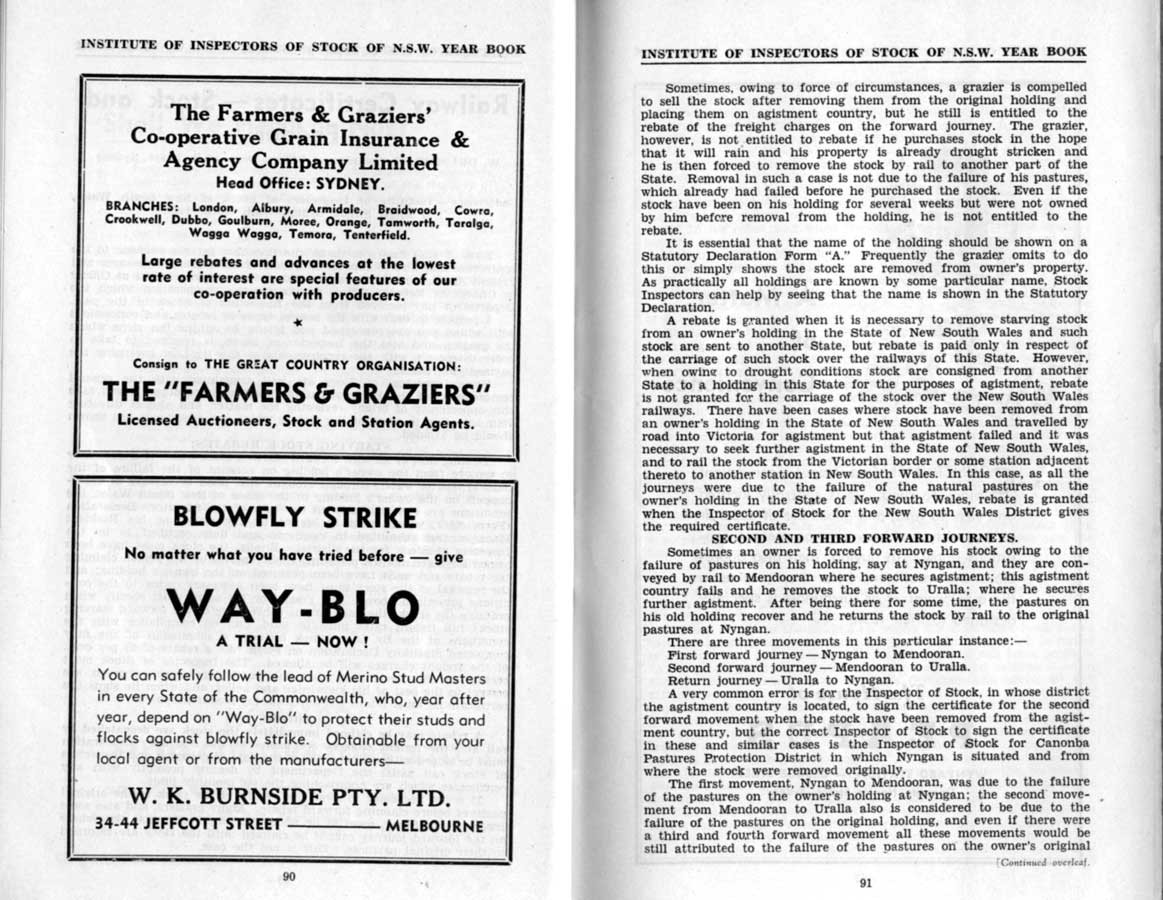 INSTITUTE OF INSPECTORS OF STOCK OF N.S.W. YEAR BOOK
The Farmers & Graziers'
Co-operative Grain Insurance &
Agency Company Limited
Head Office: SYDNEY.
BRANCHES: London, Albury, Armidale, Braidwood, Cowra,
Crookwell, Dubbo, Goulburn, Moree, Orange, Tamworth, Taralga,
Wagga Wagga, Temora, Tenterfield.
Large rebates and advances at the lowest
rate of interest are special features of our
co-operation with producers.
★
Consign to THE GREAT COUNTRY ORGANISATION:
THE "FARMERS & GRAZIERS"
Licensed Auctioneers, Stock and Station Agents.
BLOWFLY STRIKE
No matter what you have tried before — give
WAY-BLO
A TRIAL — NOW!
You can safely follow the lead of Merino Stud Masters
in every State of the Commonwealth, who, year after
year, depend on "Way-Blo" to protect their studs and
flocks against blowfly strike. Obtainable from your
local agent or from the manufacturers—
W. K. BURNSIDE PTY. LTD.
34-44 JEFFCOTT STREET ——— MELBOURNE
90
INSTITUTE OF INSPECTORS OF STOCK OF N.S.W. YEAR BOOK
Sometimes, owing to force of circumstances, a grazier is compelled
to sell the stock after removing them from the original holding and
placing them on agistment country, but he still is entitled to the
rebate of the freight charges on the forward journey. The grazier,
however, is not entitled to rebate if he purchases stock in the hope
that it will rain and his property is already drought stricken and
he is then forced to remove the stock by rail to another part of the
State. Removal in such a case is not due to the failure of his pastures,
which already had failed before he purchased the stock. Even if the
stock have been on his holding for several weeks but were not owned
by him before removal from the holding, he is not entitled to the
rebate.
It is essential that the name of the holding should be shown on a
Statutory Declaration Form "A." Frequently the grazier omits to do
this or simply shows the stock are removed from owner's property.
As practically all holdings are known by some particular name, Stock
Inspectors can help by seeing that the name is shown in the Statutory
Declaration.
A rebate is granted when it is necessary to remove starving stock
from an owner's holding in the State of New South Wales and such
stock are sent to another State, but rebate is paid only in respect of
the carriage of such stock over the railways of this State. However,
when owing to drought conditions stock are consigned from another
State to a holding in this State for the purposes of agistment, rebate
is not granted for the carriage of the stock over the New South Wales
railways. There have been cases where stock have been removed from
an owner's holding in the State of New South Wales and travelled by
road into Victoria for agistment but that agistment failed and it was
necessary to seek further agistment in the State of New South Wales,
and to rail the stock from the Victorian border or some station adjacent
thereto to another station in New South Wales. In this case, as all the
journeys were due to the failure of the natural pastures on the
owner's holding in the State of New South Wales, rebate is granted
when the Inspector of Stock for the New South Wales District gives
the required certificate.
SECOND AND THIRD FORWARD JOURNEYS.
Sometimes an owner is forced to remove his stock owing to the
failure of pastures on his holding, say at Nyngan, and they are con-
veyed by rail to Mendooran where he secures agistment; this agistment
country fails and he removes the stock to Uralla; where he secures
further agistment. After being there for some time, the pastures on
his old holding recover and he returns the stock by rail to the original
pastures at Nyngan.
There are three movements in this particular instance:—
First forward journey — Nyngan to Mendooran.
Second forward journey — Mendooran to Uralla.
Return journey — Uralla to Nyngan.
A very common error is for the Inspector of Stock, in whose district
the agistment country is located, to sign the certificate for the second
forward movement when the stock have been removed from the agist-
ment country, but the correct Inspector of Stock to sign the certificate
in these and similar cases is the Inspector of Stock for Canonba
Pastures Protection District in which Nyngan is situated and from
where the stock were removed originally.
The first movement, Nyngan to Mendooran, was due to the failure
of the pastures on the owner's holding at Nyngan; the second move-
ment from Mendooran to Uralla also is considered to be due to the
failure of the pastures on the original holding, and even if there were
a third and fourth forward movement all these movements would be
still attributed to the failure of the pastures on the owner's original
[Continued overleaf.
91